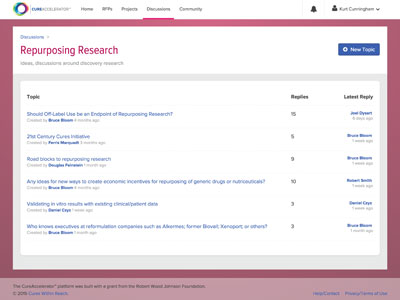 CUREACCELERATOR™
Home RFPs Projects Discussions Community Kurt Cunningham
Discussions >
Repurposing Research
Ideas, discussions around discovery research
+ New Topic
Topic Replies Latest Reply
Should Off-Label Use be an Endpoint of Repurposing Research? 15 Joel Dysart
Created by Bruce Bloom 4 months ago 6 days ago
21st Century Cures Initiative 5 Bruce Bloom
Created by Ferris Marquadt 3 months ago 1 week ago
Road blocks to repurposing research 9 Bruce Bloom
Created by Douglas Feinstein 1 month ago 1 week ago
Any ideas for new ways to create economic incentives for repurposing of generic drugs or nutriceuticals? 10 Robert Smith
Created by Bruce Bloom 4 months ago 1 week ago
Validating in vitro results with existing clinical/patient data 3 Daniel Cays
Created by Daniel Cays 1 week ago 1 week ago
Who knows executives at reformulation companies such as Alkermes; former Biovail; Xenoport; or others? 3 Bruce Bloom
Created by Bruce Bloom 1 month ago 1 month ago
The CureAccelerator™ platform was built with a grant from the Robert Wood Johnson Foundation.
© 2015 Cures Within Reach. Help/Contact Privacy/Terms of Use